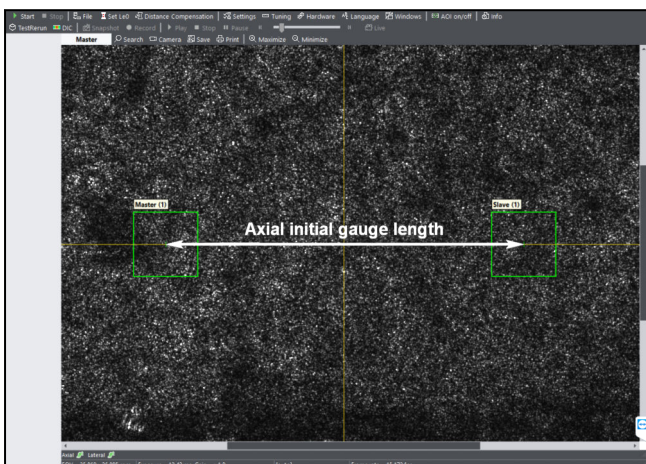 Start Stop File Set Le0 Distance Compensation Settings Tuning Hardware Language Windows AOI on/off Info
TestRerun DIC Snapshot Record Play Stop Pause Live
Master Search Camera Save Print Maximize Minimize
Master (1) Slave (1)
Axial initial gauge length
Axial Lateral